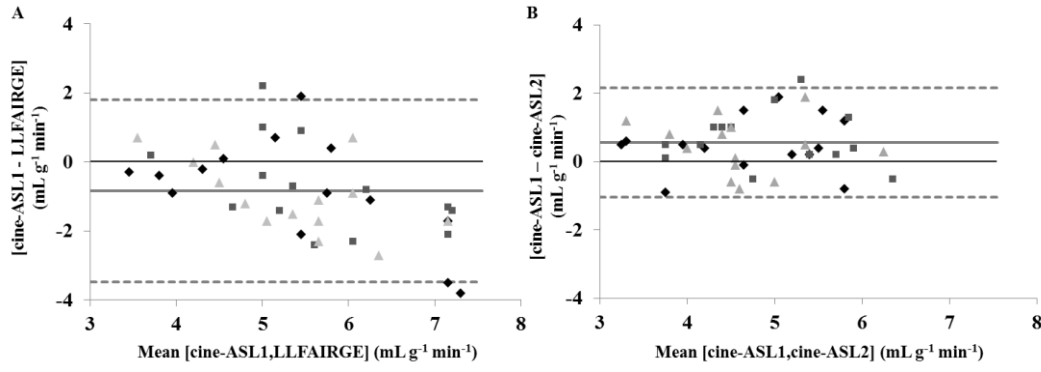 A
B
[cine-ASL1 - LLFAIRGE]
(mL g-1 min-1)
4
2
0
-2
-4
3 4 5 6 7 8
Mean [cine-ASL1,LLFAIRGE] (mL g-1 min-1)
[cine-ASL1 – cine-ASL2]
(mL g-1 min-1)
4
2
0
-2
-4
3 4 5 6 7 8
Mean [cine-ASL1,cine-ASL2] (mL g-1 min-1)